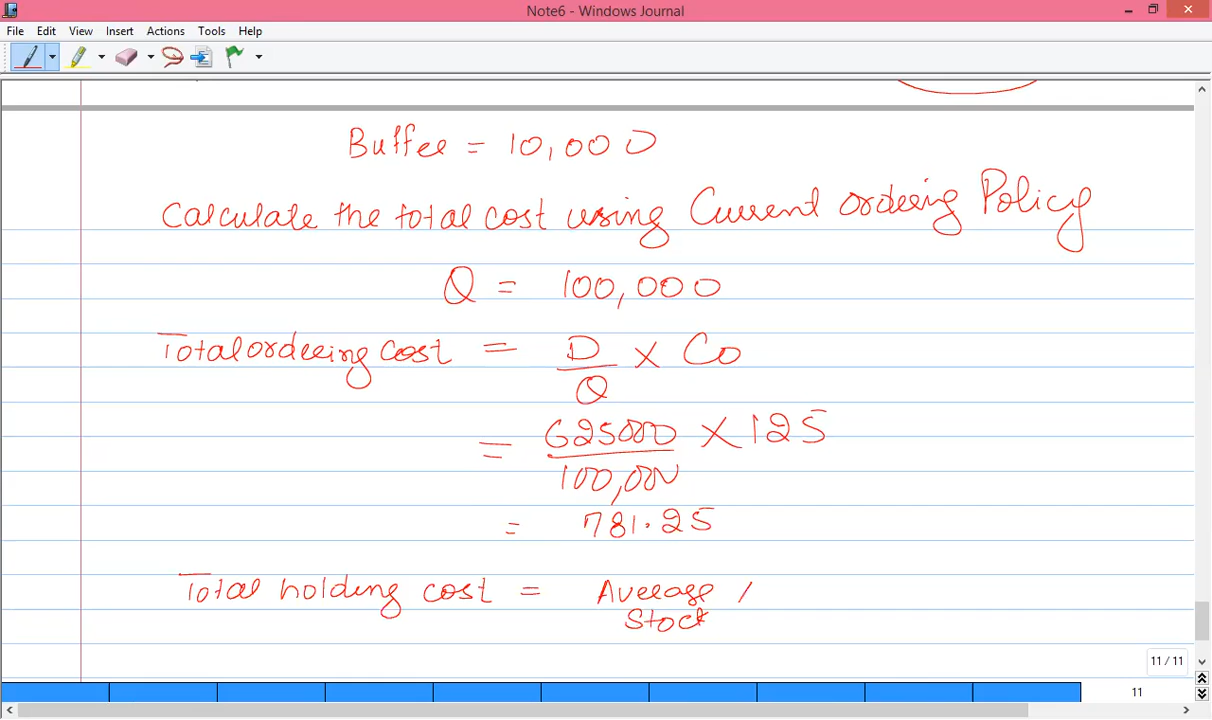 Note6 - Windows Journal
File Edit View Insert Actions Tools Help
Buffer = 10,000
Calculate the total cost using Current ordering Policy
Q = 100,000
Total ordering cost = D/Q × Co
= 625000/100,000 × 125
= 781.25
Total holding cost = Average /
Stock
11 / 11
11